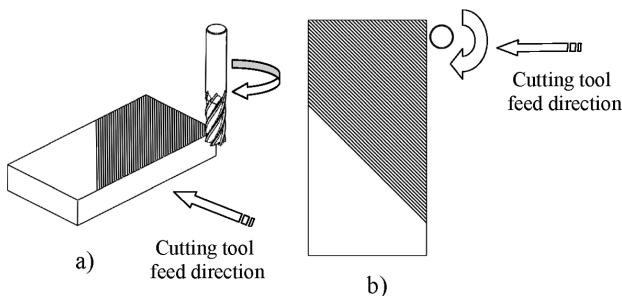 Cutting tool
feed direction
a)
Cutting tool
feed direction
b)